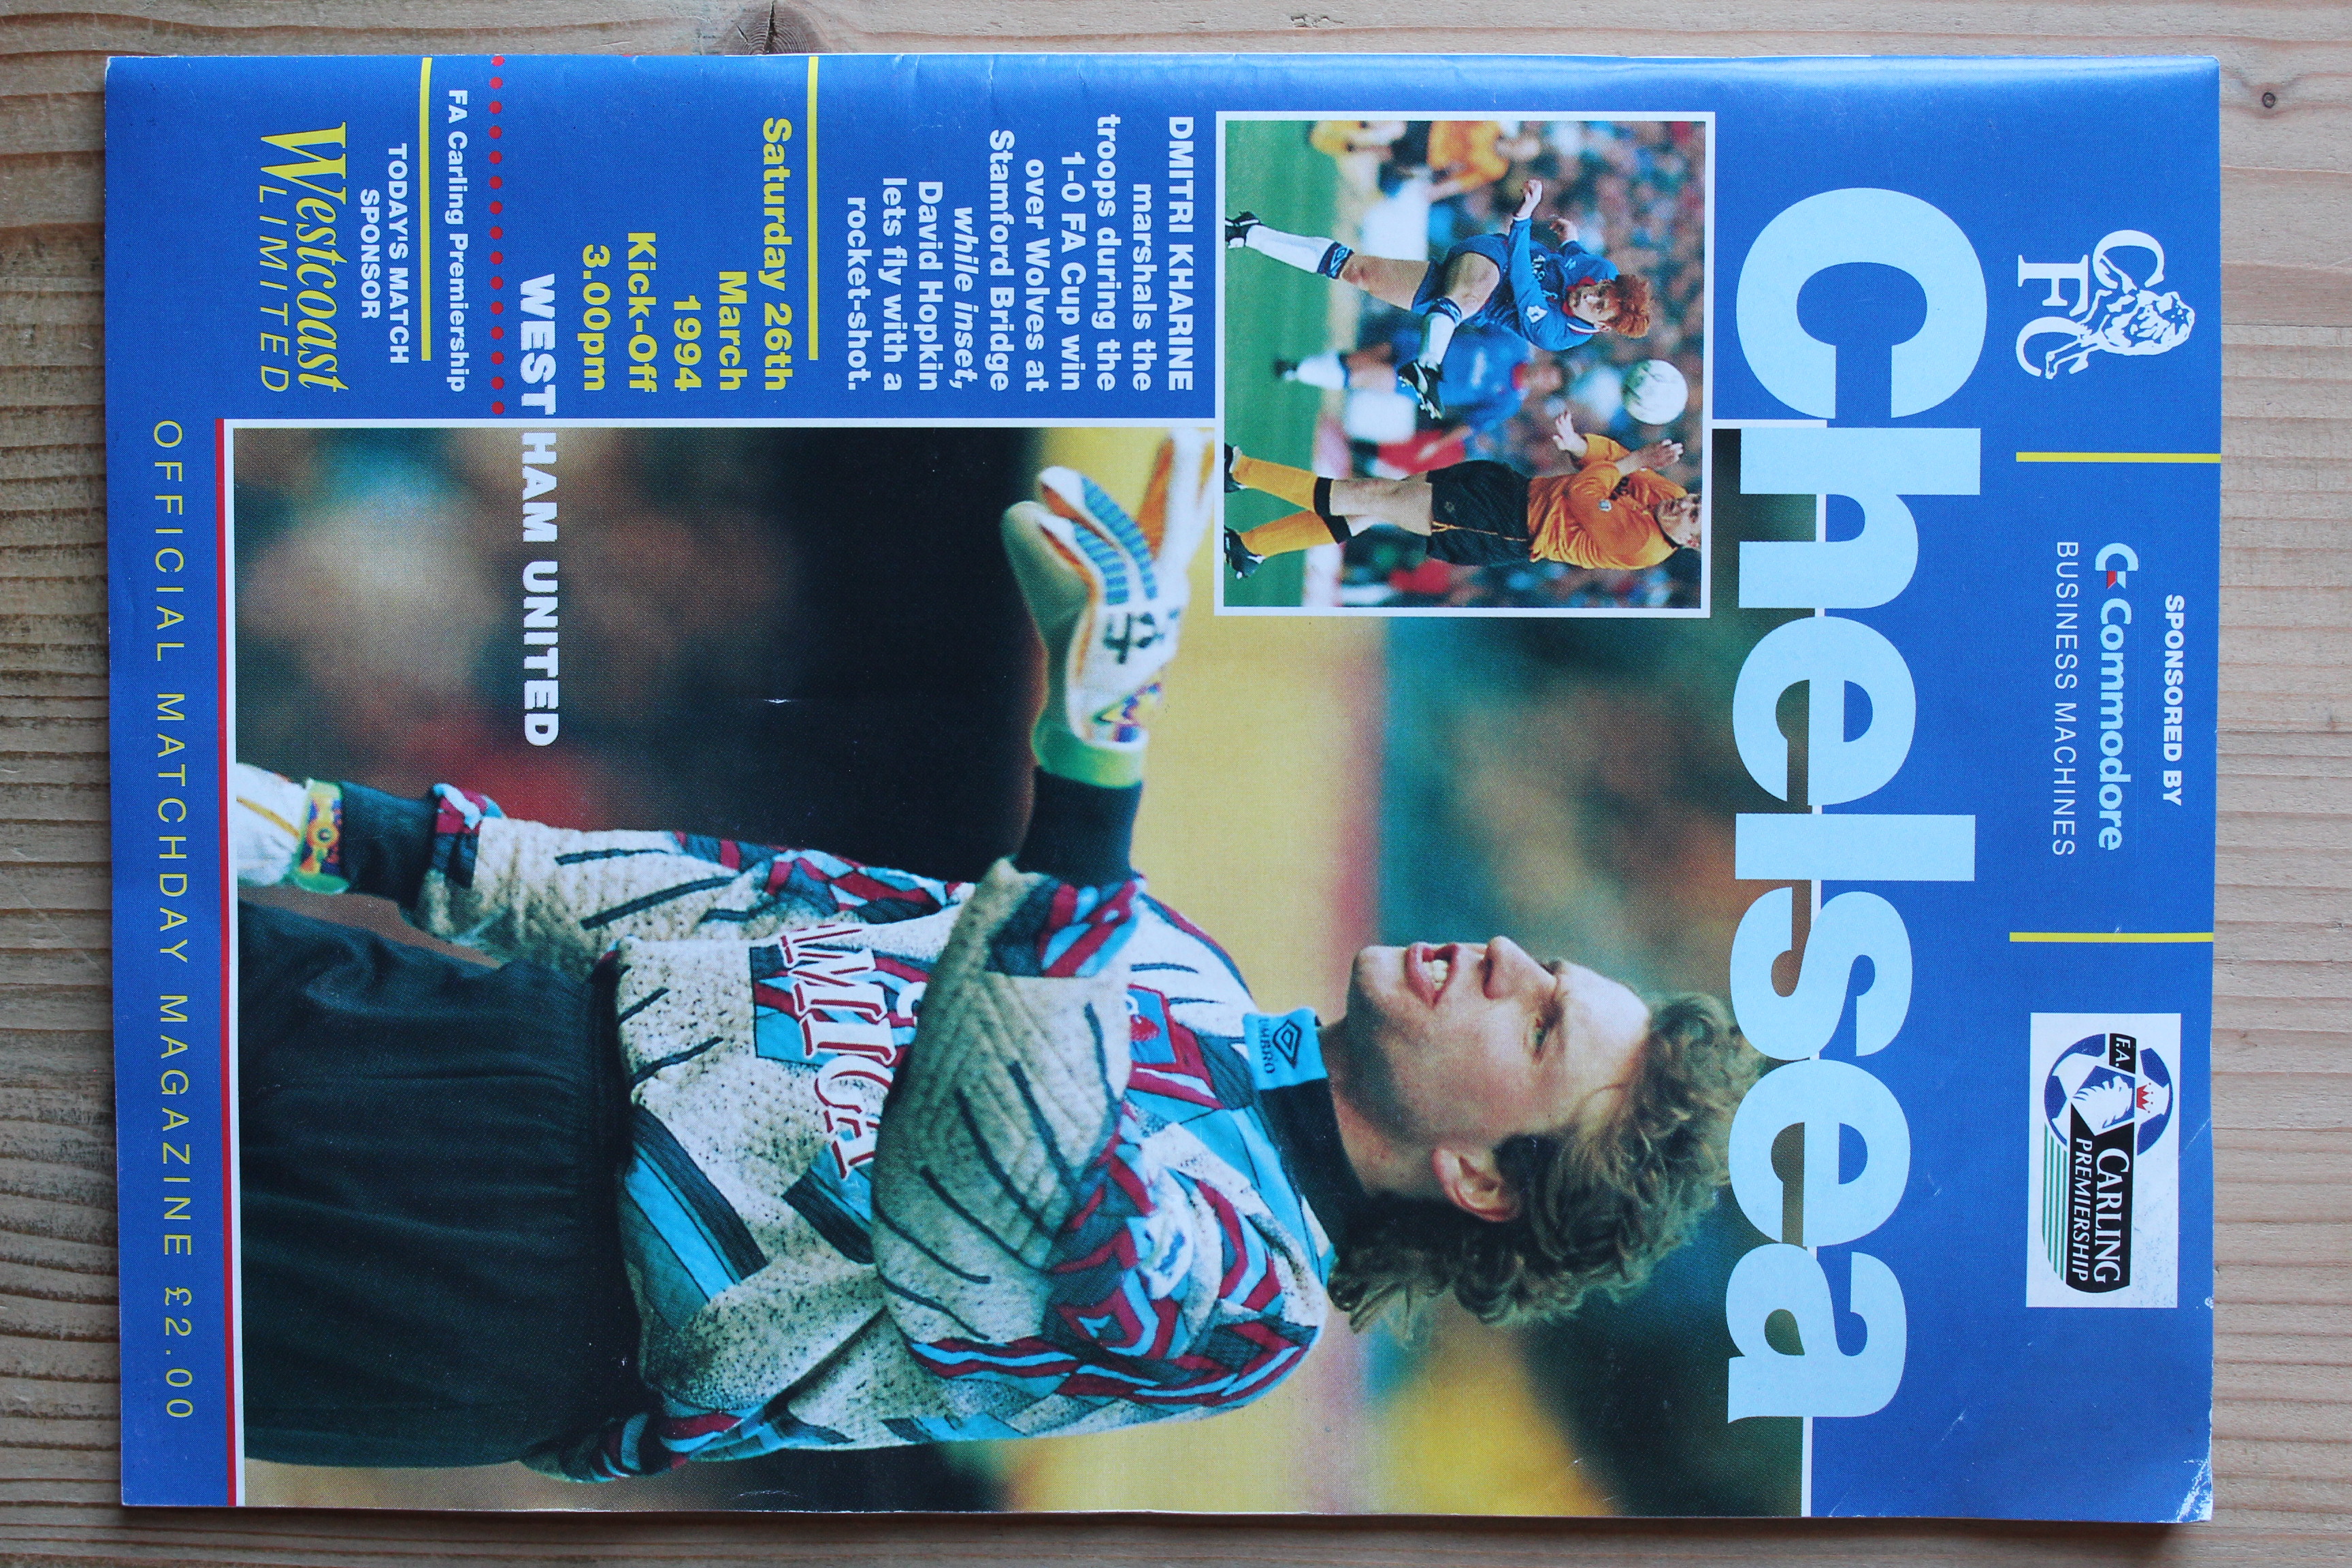 CFC
SPONSORED BY
Commodore
BUSINESS MACHINES
F.A.
CARLING
PREMIERSHIP
Chelsea
DMITRI KHARINE
marshals the
troops during the
1-0 FA Cup win
over Wolves at
Stamford Bridge
while inset,
David Hopkin
lets fly with a
rocket-shot.
Saturday 26th
March
1994
Kick-Off
3.00pm
WEST HAM UNITED
FA Carling Premiership
TODAY'S MATCH
SPONSOR
Westcoast
LIMITED
UMBRO
AMIGA
OFFICIAL MATCHDAY MAGAZINE £2.00